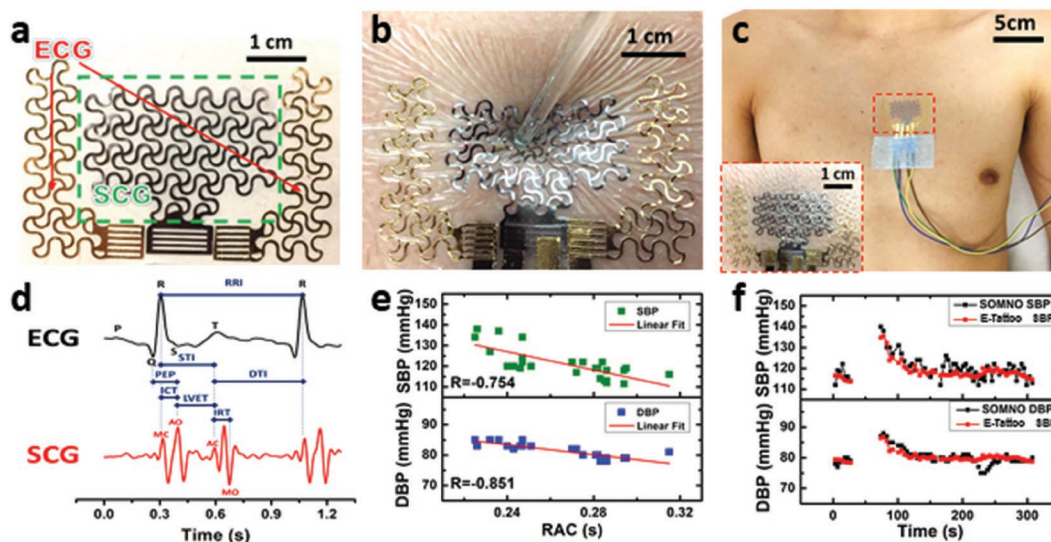 a
ECG
1 cm
SCG
b
1 cm
c
5cm
1 cm
d
ECG
R
RRI
R
P
T
Q
S
STI
PEP
DTI
ICT
LVET
IRT
SCG
MC
AO
AC
MO
0.0 0.3 0.6 0.9 1.2
Time (s)
e
SBP (mmHg)
150
140
130
120
110
SBP
Linear Fit
R=-0.754
DBP (mmHg)
90
80
70
DBP
Linear Fit
R=-0.851
0.24 0.28 0.32
RAC (s)
f
SBP (mmHg)
150
140
130
120
110
SOMNO SBP
E-Tattoo SBP
DBP (mmHg)
90
80
70
SOMNO DBP
E-Tattoo SBP
0 100 200 300
Time (s)